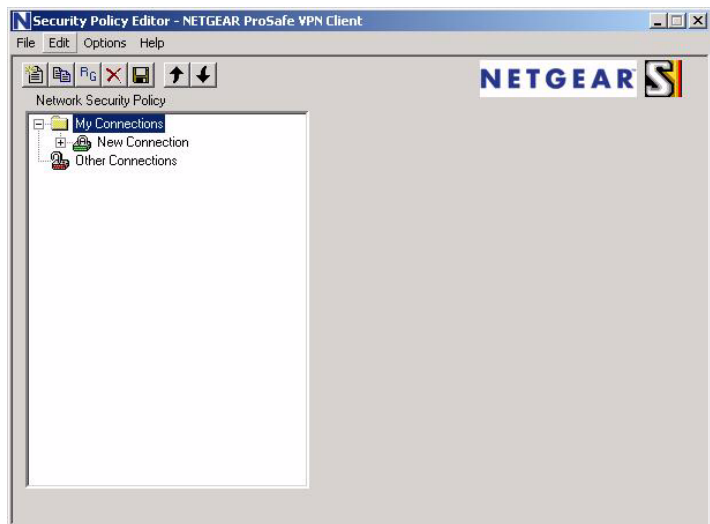 Security Policy Editor - NETGEAR ProSafe VPN Client
File Edit Options Help
RG
NETGEAR
Network Security Policy
My Connections
New Connection
Other Connections